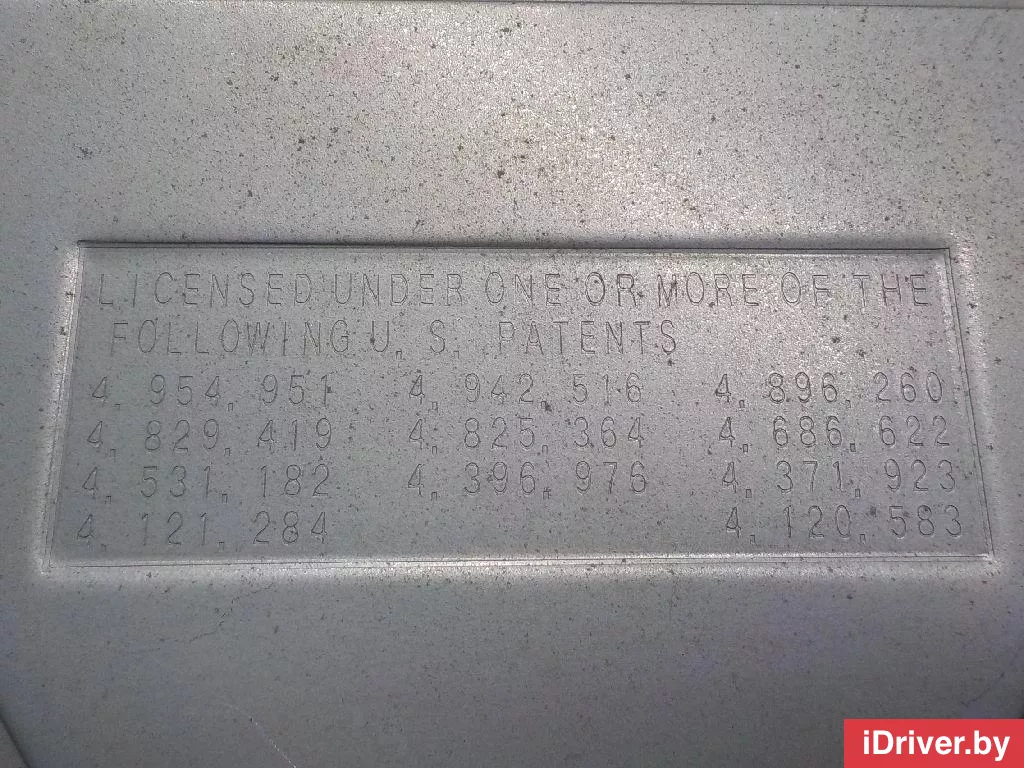 LICENSED UNDER ONE OR MORE OF THE
FOLLOWING U. S. PATENTS
4, 954, 951 4, 942, 516 4, 896, 260
4, 829, 419 4, 825, 364 4, 686, 622
4, 531, 182 4, 396, 976 4, 371, 923
4, 121, 284 4, 120, 583
iDriver.by